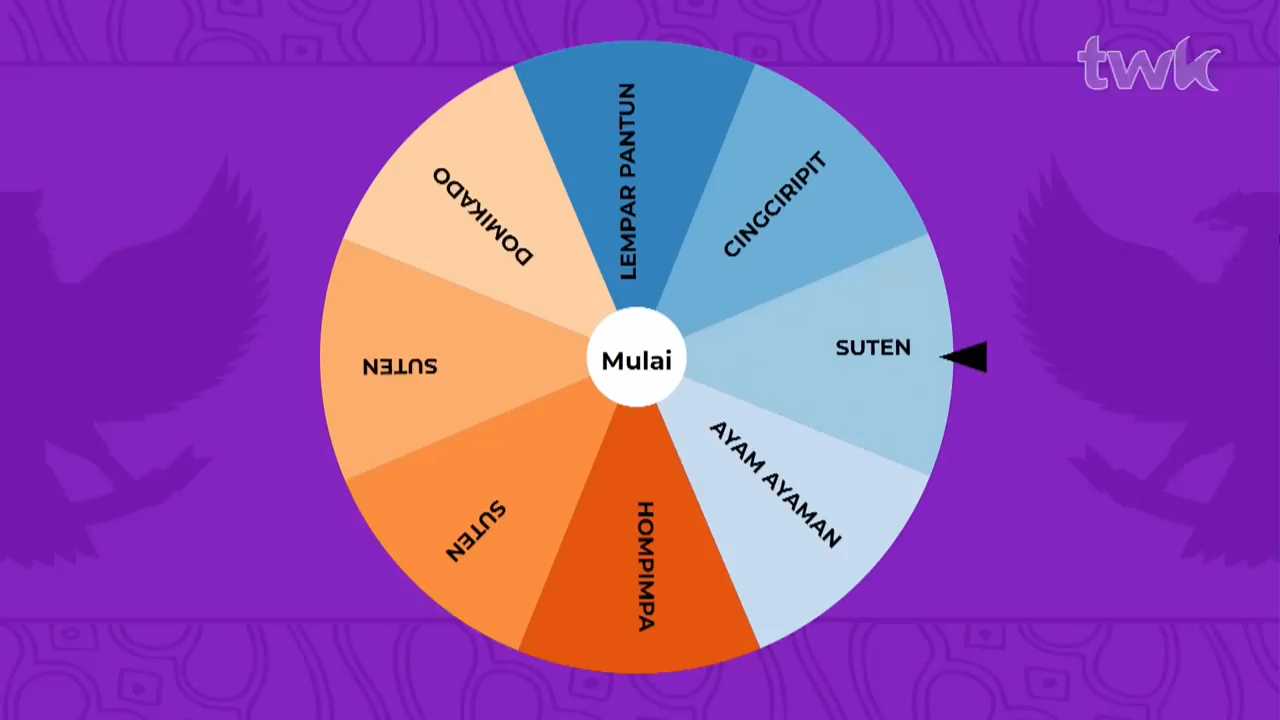 twk
LEMPAR PANTUN
CINGCIRIPIT
SUTEN
AYAM AYAMAN
HOMPIMPA
SUTEN
SUTEN
DOMIKADO
Mulai